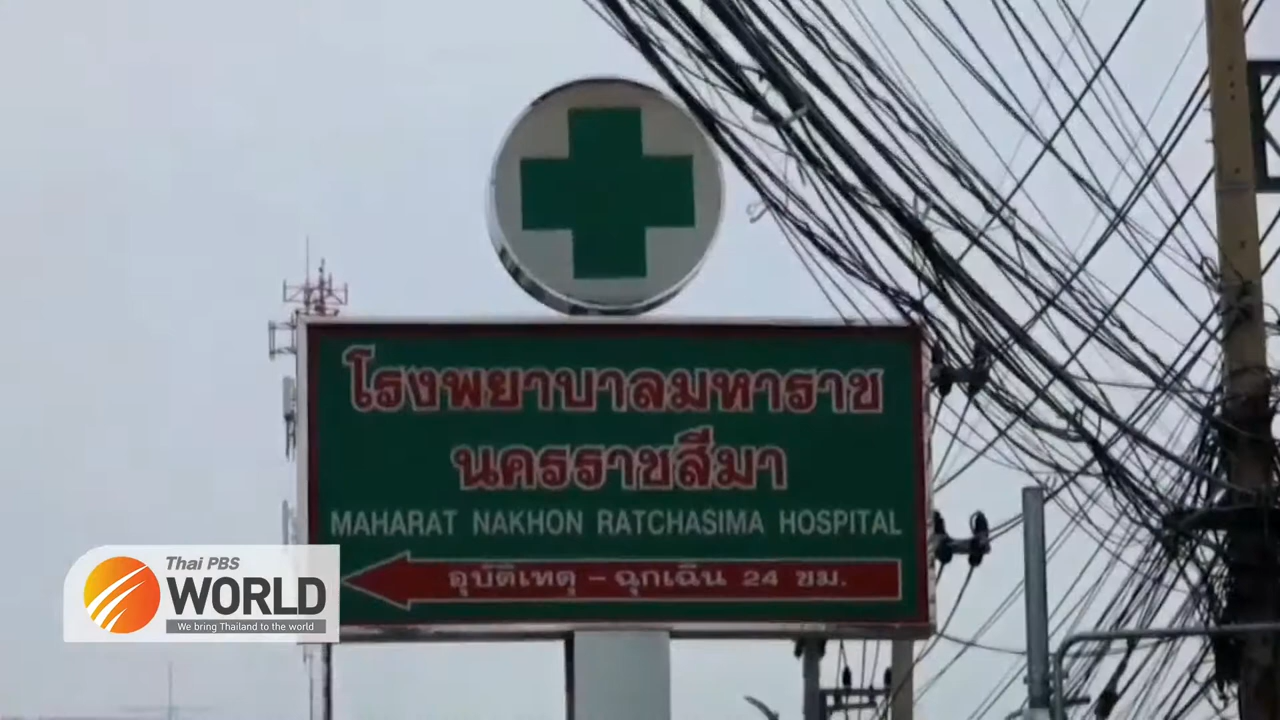 โรงพยาบาลมหาราช
นครราชสีมา
MAHARAT NAKHON RATCHASIMA HOSPITAL
อุบัติเหตุ - ฉุกเฉิน 24 ชม.
Thai PBS
WORLD
We bring Thailand to the world